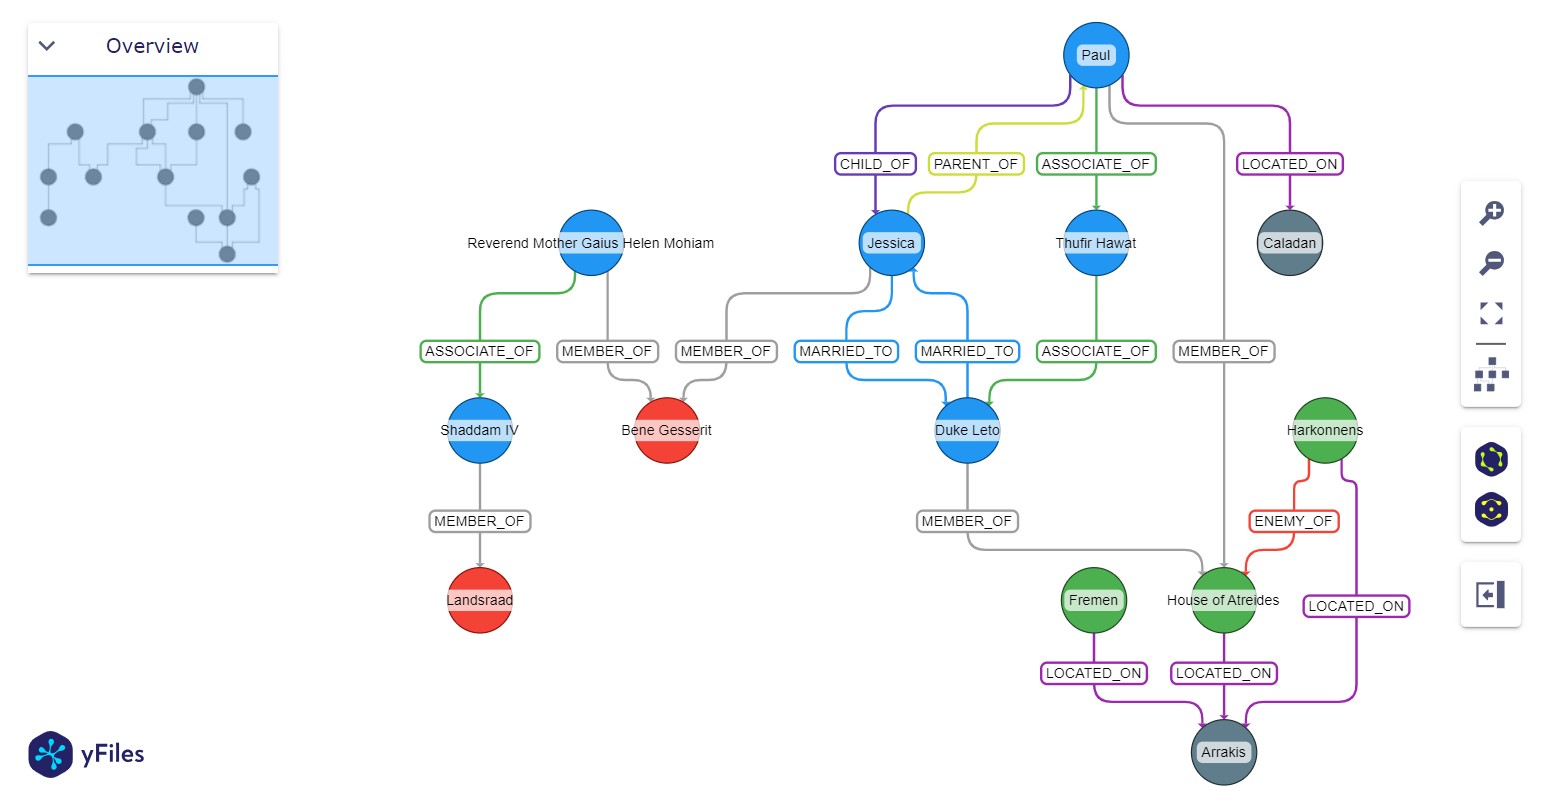 Overview
Paul
CHILD_OF
PARENT_OF
ASSOCIATE_OF
LOCATED_ON
Reverend Mother Gaius Helen Mohiam
Jessica
Thufir Hawat
Caladan
ASSOCIATE_OF
MEMBER_OF
MEMBER_OF
MARRIED_TO
MARRIED_TO
ASSOCIATE_OF
MEMBER_OF
Shaddam IV
Bene Gesserit
Duke Leto
Harkonnens
MEMBER_OF
MEMBER_OF
ENEMY_OF
Landsraad
Fremen
House of Atreides
LOCATED_ON
LOCATED_ON
LOCATED_ON
Arrakis
yFiles